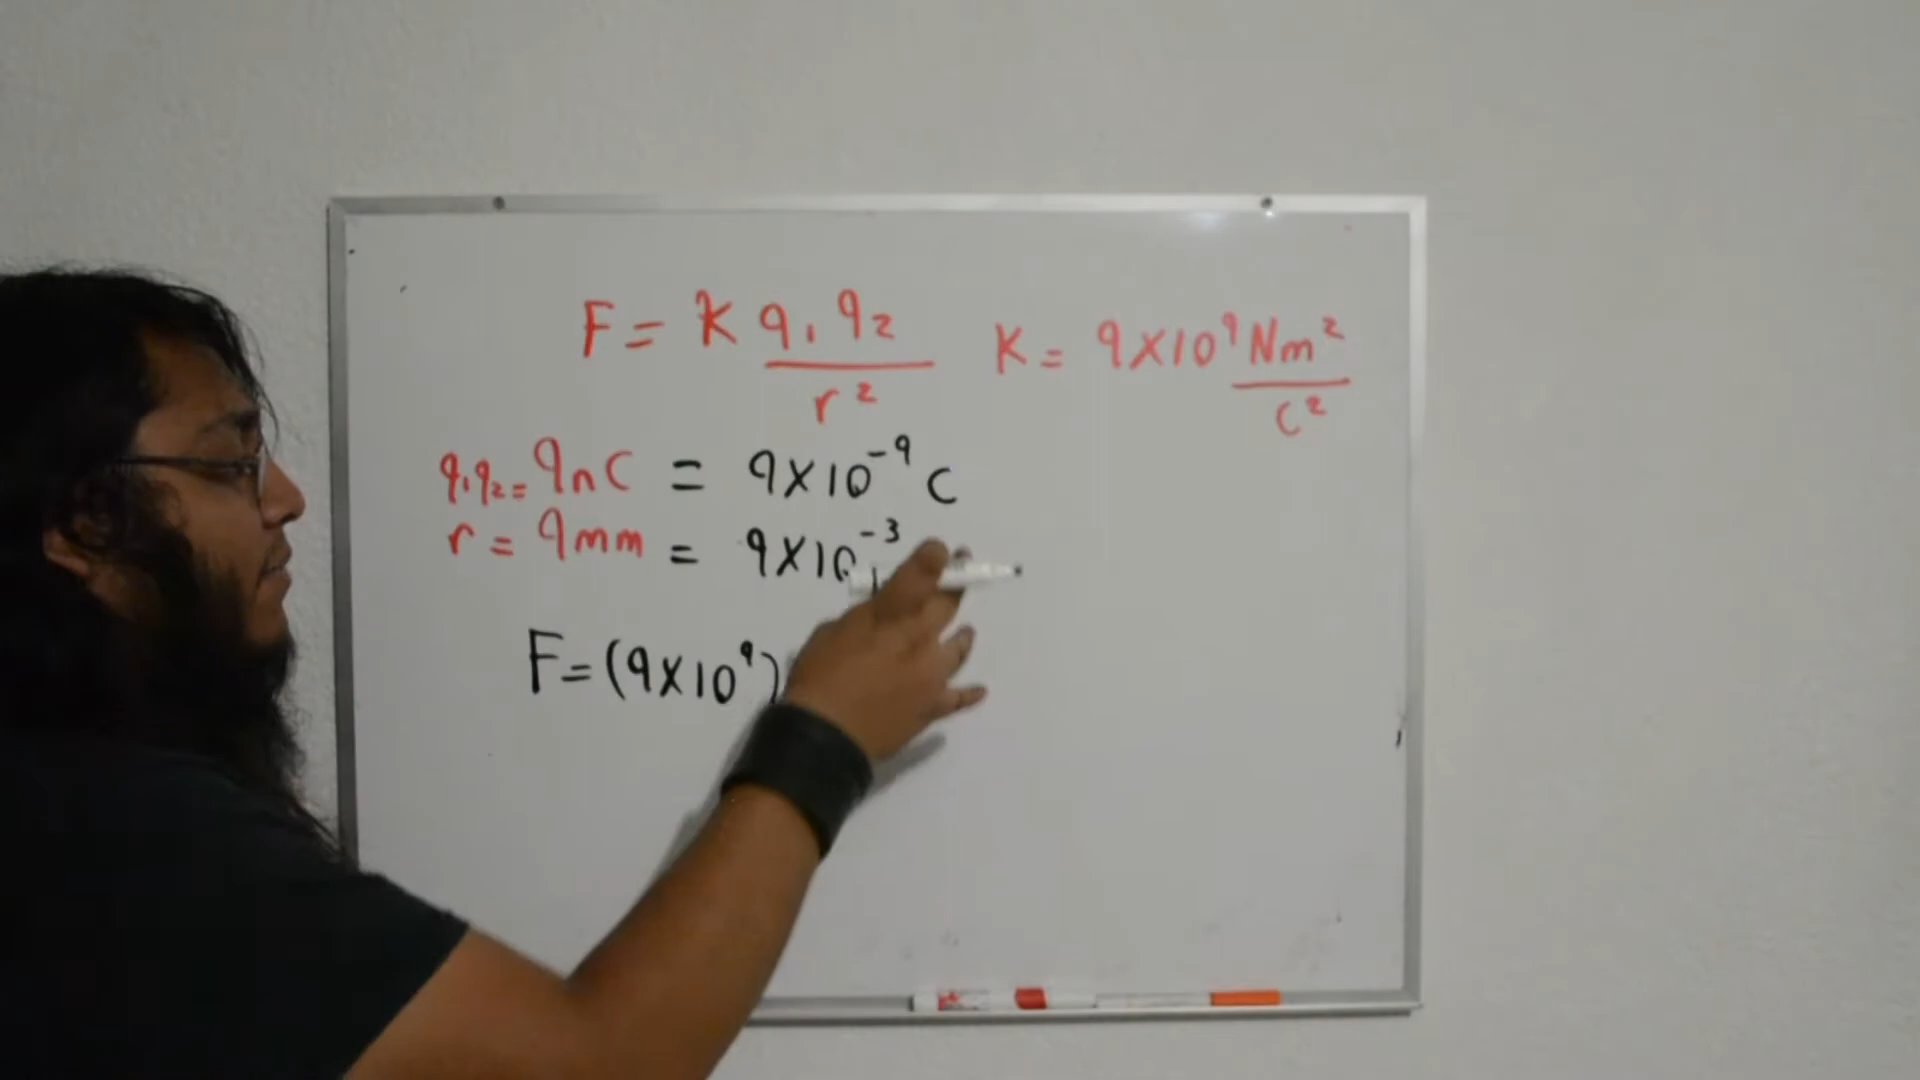 F = K q₁ q₂ / r² K = 9X10⁹ Nm² / C²
q₁q₂ = 9nC = 9X10⁻⁹ C
r = 9mm = 9X10⁻³
F = (9X10⁹)